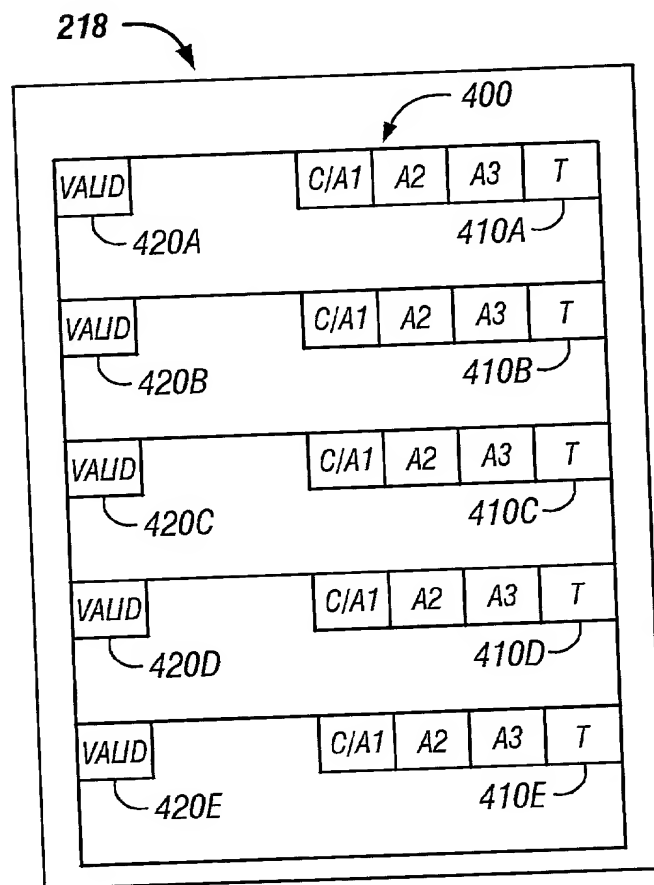 218
400
VALID C/A1 A2 A3 T
420A 410A
VALID C/A1 A2 A3 T
420B 410B
VALID C/A1 A2 A3 T
420C 410C
VALID C/A1 A2 A3 T
420D 410D
VALID C/A1 A2 A3 T
420E 410E